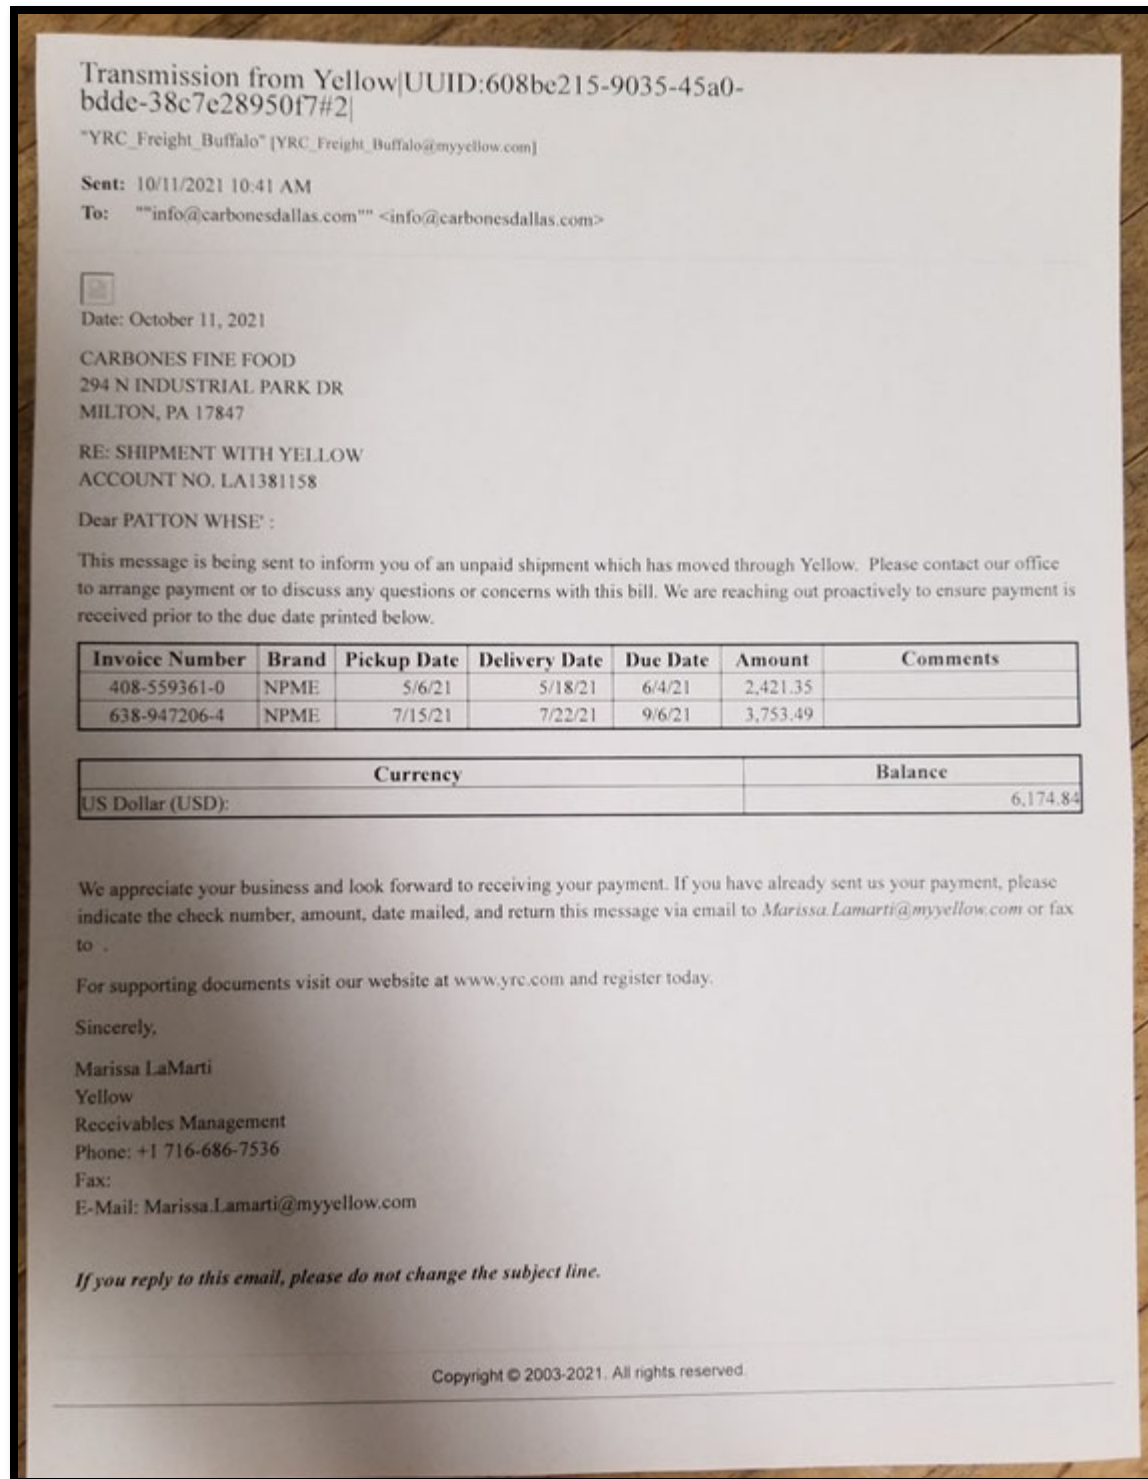 Transmission from Yellow|UUID:608be215-9035-45a0-
bdde-38c7e28950f7#2|
"YRC_Freight_Buffalo" [YRC_Freight_Buffalo@myyellow.com]
Sent: 10/11/2021 10:41 AM
To: ""info@carbonesdallas.com"" <info@carbonesdallas.com>
Date: October 11, 2021
CARBONES FINE FOOD
294 N INDUSTRIAL PARK DR
MILTON, PA 17847
RE: SHIPMENT WITH YELLOW
ACCOUNT NO. LA1381158
Dear PATTON WHSE' :
This message is being sent to inform you of an unpaid shipment which has moved through Yellow. Please contact our office
to arrange payment or to discuss any questions or concerns with this bill. We are reaching out proactively to ensure payment is
received prior to the due date printed below.
Invoice Number Brand Pickup Date Delivery Date Due Date Amount Comments
408-559361-0 NPME 5/6/21 5/18/21 6/4/21 2,421.35
638-947206-4 NPME 7/15/21 7/22/21 9/6/21 3,753.49
Currency Balance
US Dollar (USD): 6,174.84
We appreciate your business and look forward to receiving your payment. If you have already sent us your payment, please
indicate the check number, amount, date mailed, and return this message via email to Marissa.Lamarti@myyellow.com or fax
to .
For supporting documents visit our website at www.yrc.com and register today.
Sincerely,
Marissa LaMarti
Yellow
Receivables Management
Phone: +1 716-686-7536
Fax:
E-Mail: Marissa.Lamarti@myyellow.com
If you reply to this email, please do not change the subject line.
Copyright © 2003-2021. All rights reserved.